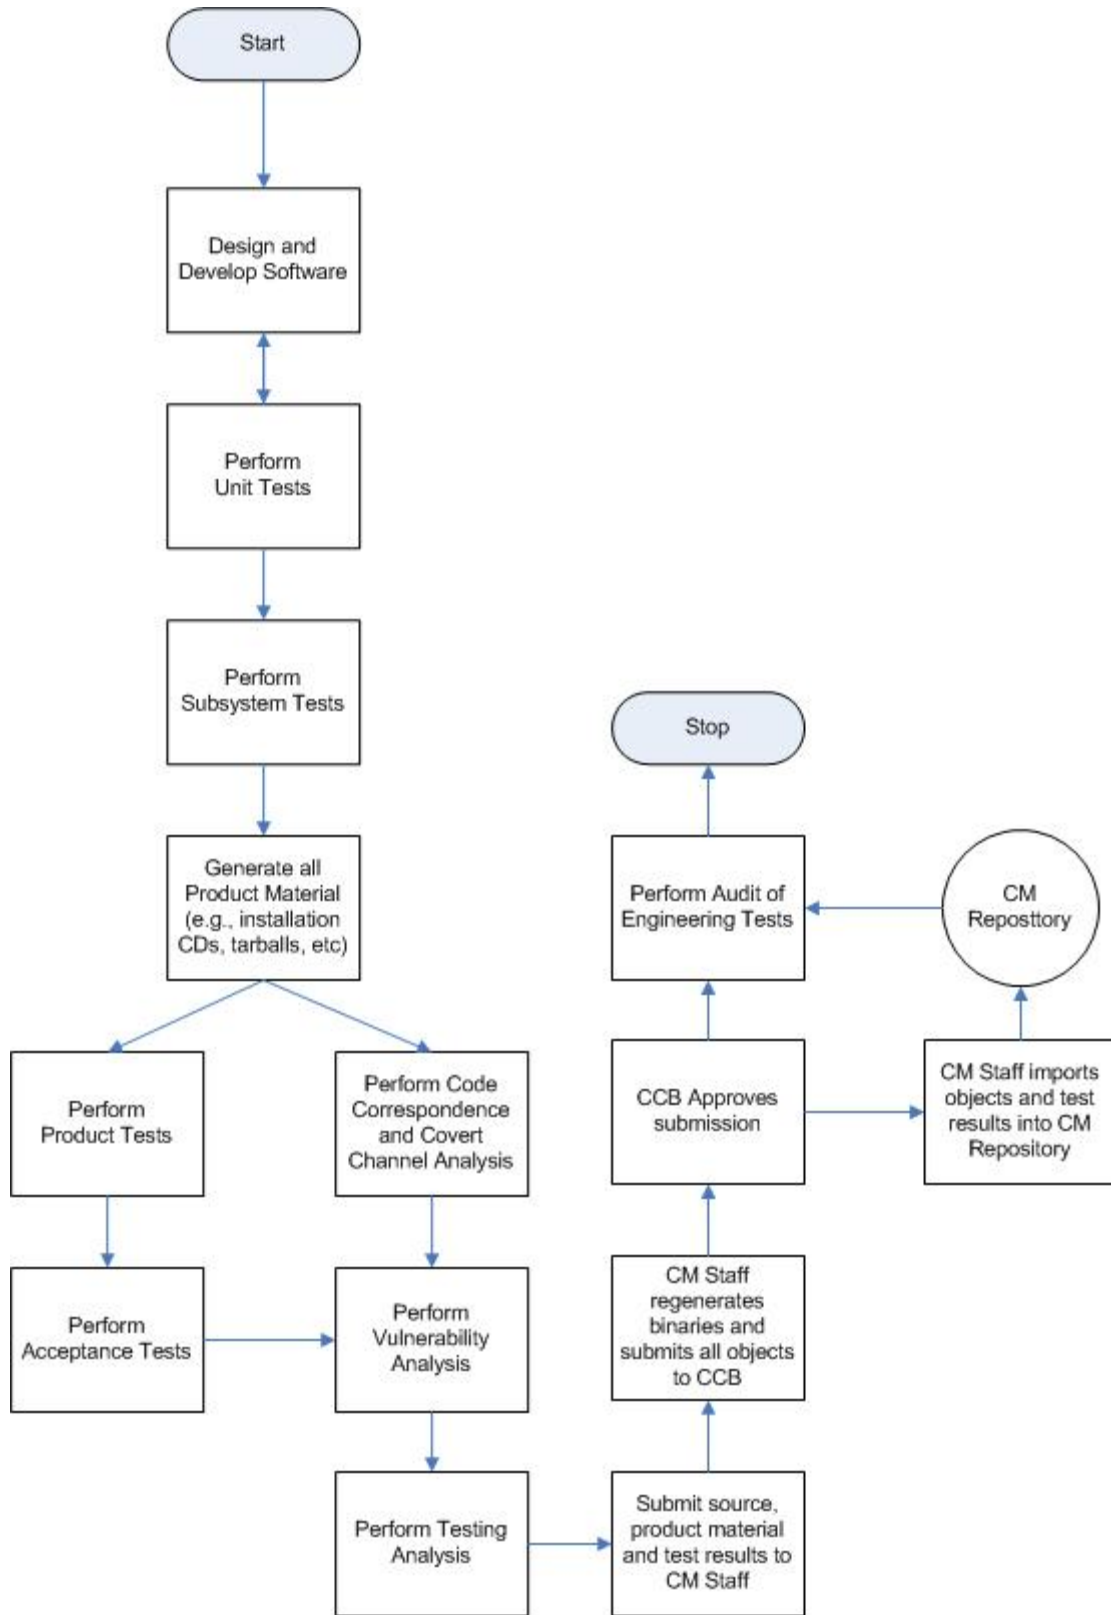 Start
Design and
Develop Software
Perform
Unit Tests
Perform
Subsystem Tests
Generate all
Product Material
(e.g., installation
CDs, tarballs, etc)
Perform
Product Tests
Perform Code
Correspondence
and Covert
Channel Analysis
Perform
Acceptance Tests
Perform
Vulnerability
Analysis
Perform Testing
Analysis
Submit source,
product material
and test results to
CM Staff
CM Staff
regenerates
binaries and
submits all objects
to CCB
CCB Approves
submission
CM Staff imports
objects and test
results into CM
Repository
CM
Reposttory
Perform Audit of
Engineering Tests
Stop